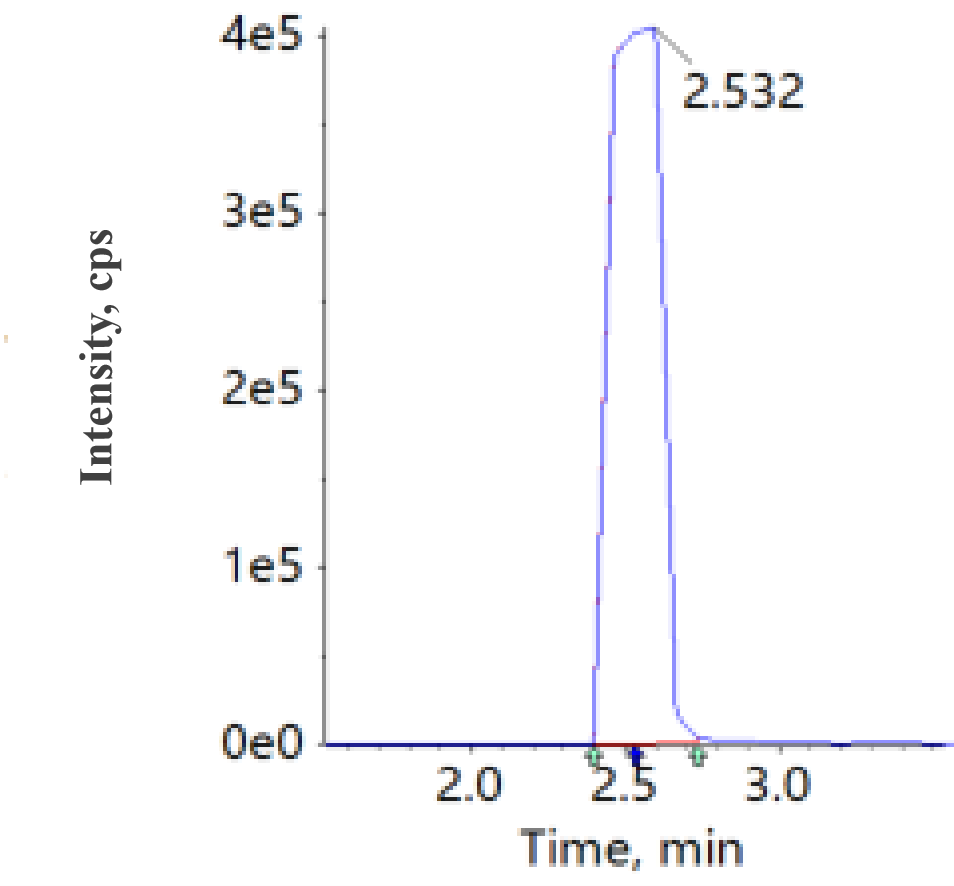 4e5
2.532
3e5
Intensity, cps
2e5
1e5
0e0
2.0 2.5 3.0
Time, min